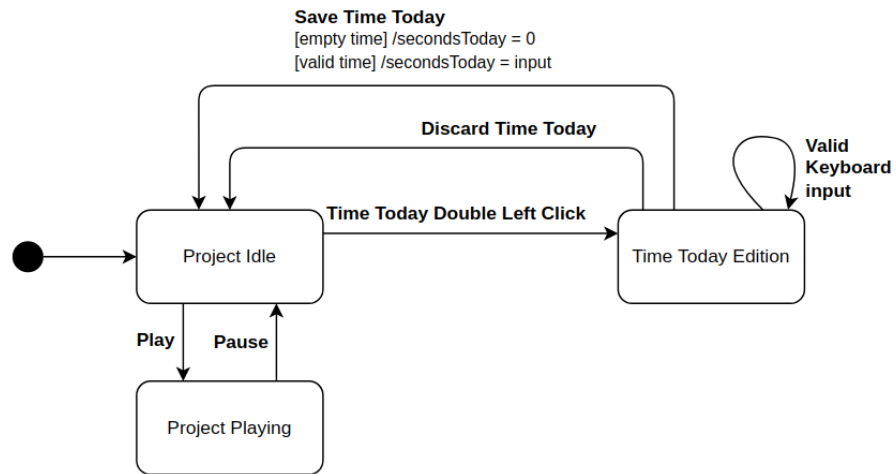 Save Time Today
[empty time] /secondsToday = 0
[valid time] /secondsToday = input
Discard Time Today
Valid
Keyboard
input
Time Today Double Left Click
Project Idle
Time Today Edition
Play
Pause
Project Playing